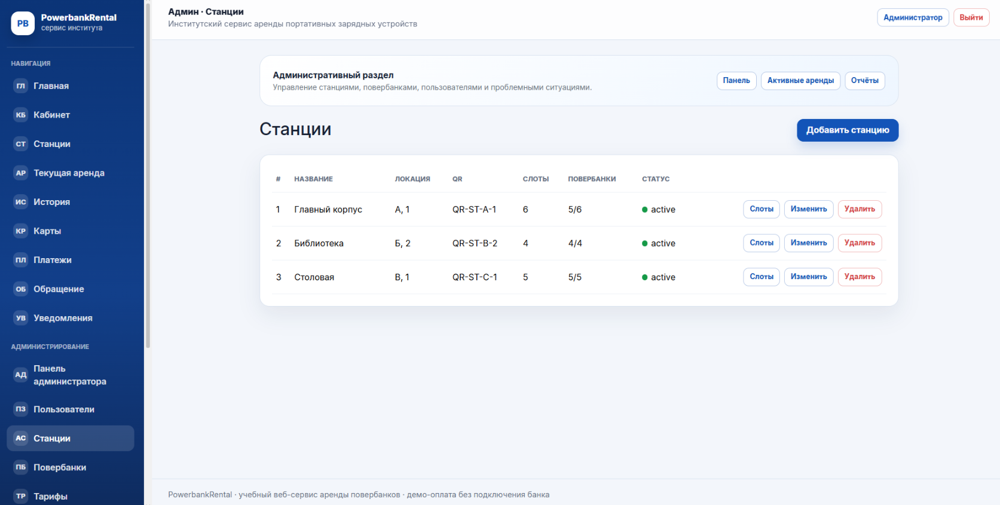 PB
PowerbankRental
сервис института
НАВИГАЦИЯ
ГЛ Главная
КБ Кабинет
СТ Станции
АР Текущая аренда
ИС История
КР Карты
ПЛ Платежи
ОБ Обращение
УВ Уведомления
АДМИНИСТРИРОВАНИЕ
АД Панель
администратора
ПЗ Пользователи
АС Станции
ПБ Повербанки
ТР Тарифы
Админ · Станции
Институтский сервис аренды портативных зарядных устройств
Администратор Выйти
Административный раздел
Управление станциями, повербанками, пользователями и проблемными ситуациями.
Панель Активные аренды Отчёты
Станции
Добавить станцию
# НАЗВАНИЕ ЛОКАЦИЯ QR СЛОТЫ ПОВЕРБАНКИ СТАТУС
1 Главный корпус А, 1 QR-ST-A-1 6 5/6 active Слоты Изменить Удалить
2 Библиотека Б, 2 QR-ST-B-2 4 4/4 active Слоты Изменить Удалить
3 Столовая В, 1 QR-ST-C-1 5 5/5 active Слоты Изменить Удалить
PowerbankRental · учебный веб-сервис аренды повербанков · демо-оплата без подключения банка